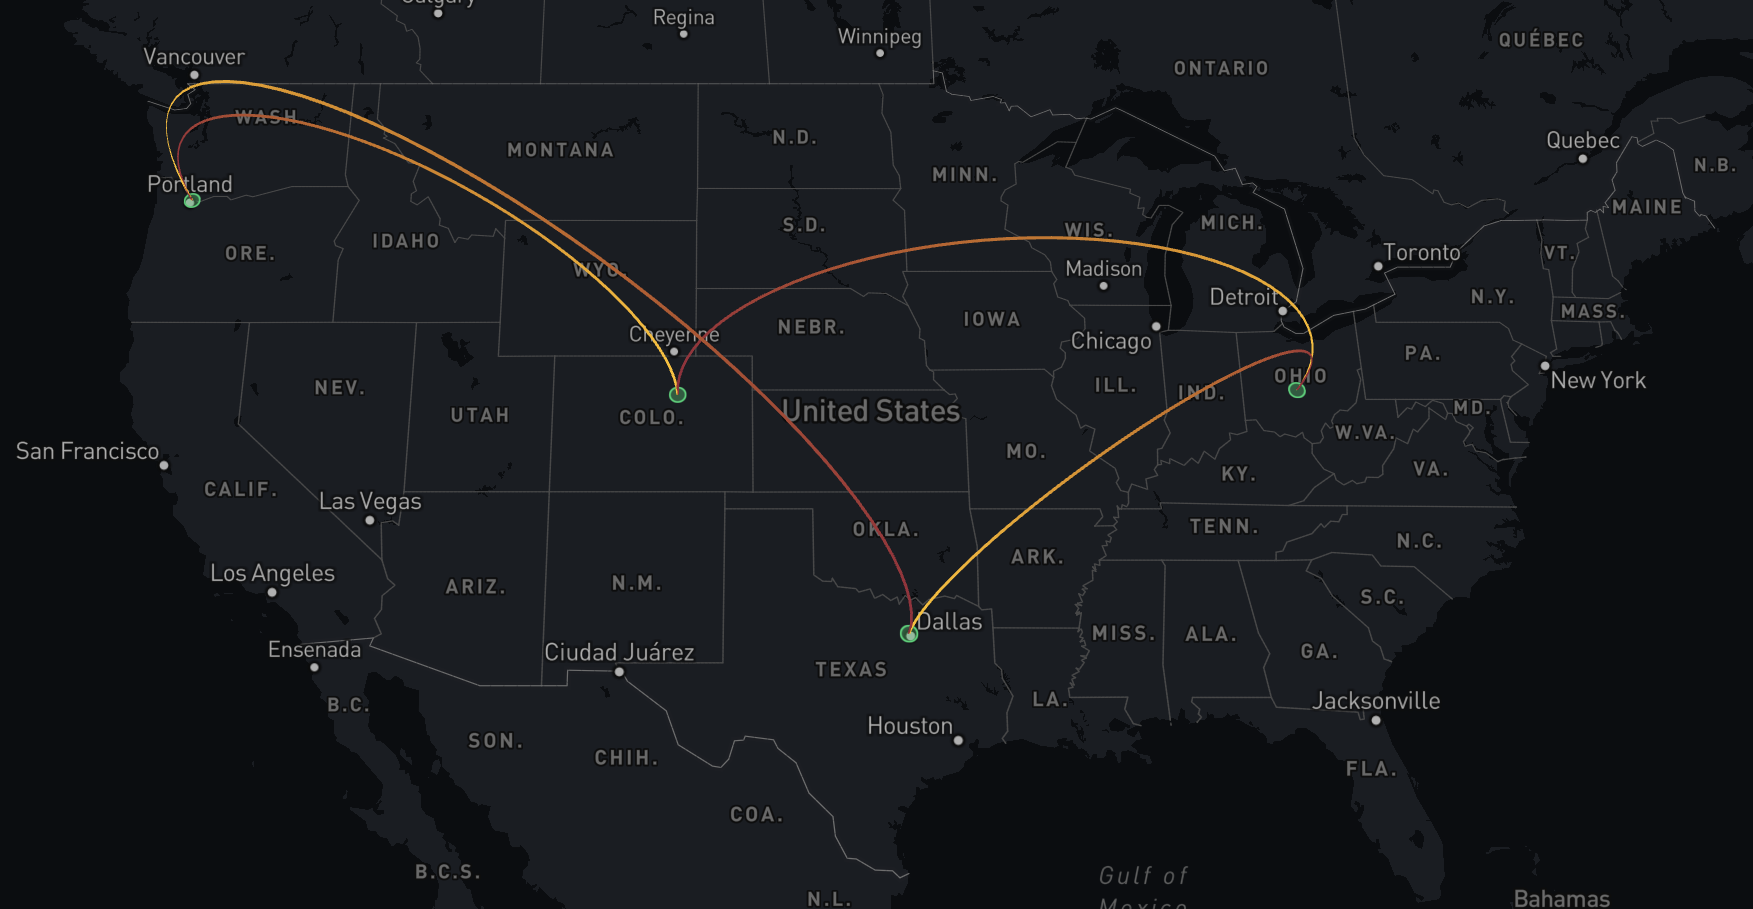 Calgary
Regina
Winnipeg
QUÉBEC
Vancouver
ONTARIO
WASH.
N.D.
Quebec
MONTANA
N.B.
MINN.
Portland
MAINE
S.D.
WIS.
MICH.
IDAHO
ORE.
Toronto
VT.
WYO.
Madison
Detroit
N.Y.
MASS.
IOWA
NEBR.
Cheyenne
Chicago
PA.
OHIO
New York
NEV.
ILL.
IND.
MD.
United States
UTAH
COLO.
W.VA.
San Francisco
MO.
VA.
KY.
CALIF.
Las Vegas
TENN.
OKLA.
N.C.
ARK.
Los Angeles
ARIZ.
N.M.
S.C.
Dallas
MISS.
ALA.
Ensenada
Ciudad Juárez
GA.
TEXAS
LA.
Jacksonville
B.C.
Houston
SON.
CHIH.
FLA.
COA.
B.C.S.
Gulf of
Mexico
N.L.
Bahamas